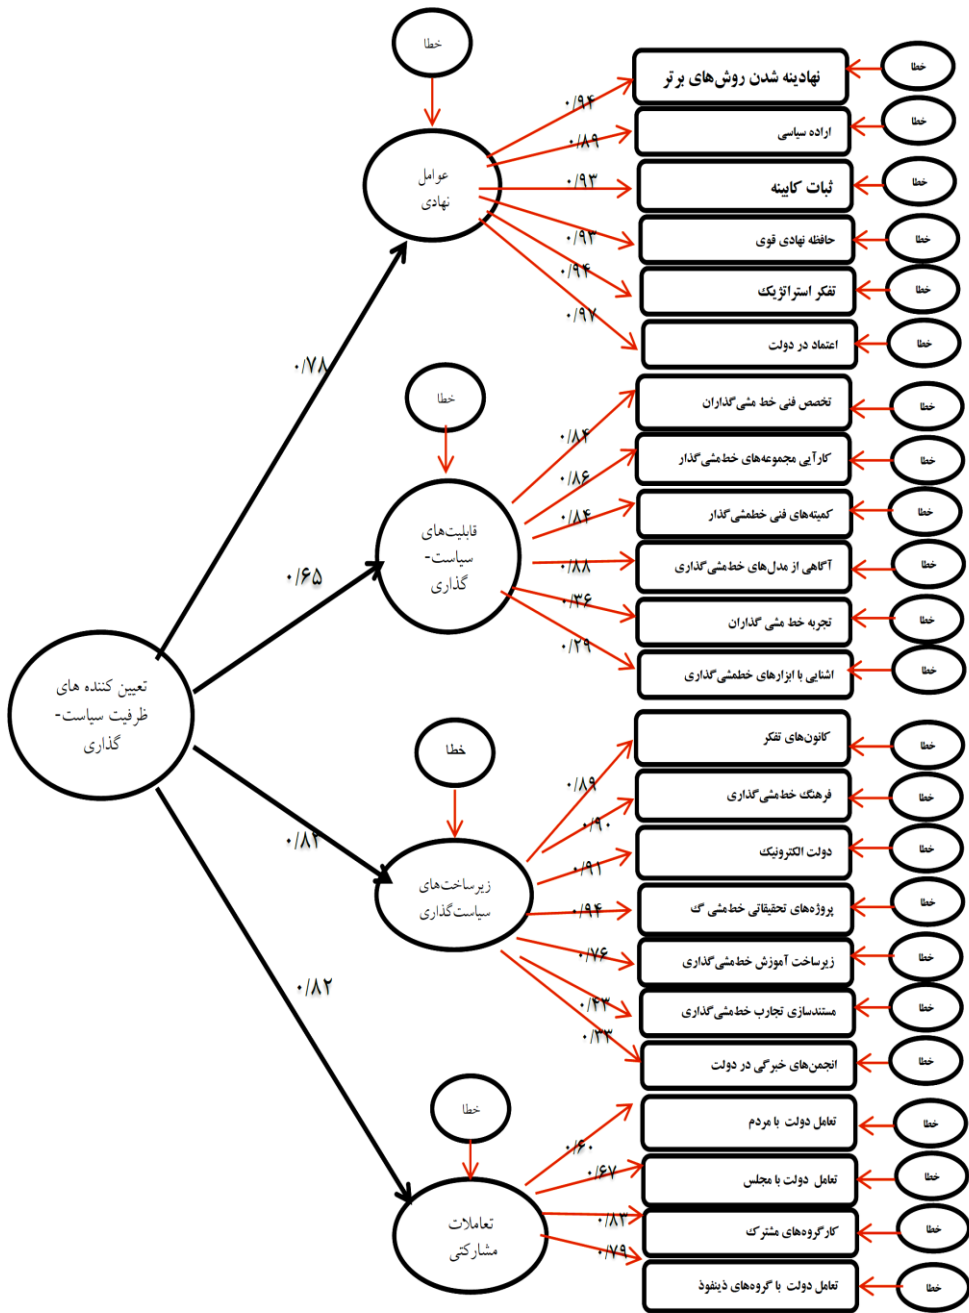 خطا
عوامل
نهادی
۰/۹۴
نهادینه شدن روش‌های برتر
خطا
۰/۸۹
اراده سیاسی
خطا
۰/۹۳
ثبات کابینه
خطا
۰/۹۳
حافظه نهادی قوی
خطا
۰/۹۴
تفکر استراتژیک
خطا
۰/۹۷
اعتماد در دولت
خطا
۰/۷۸
خطا
قابلیت‌های
سیاست-
گذاری
۰/۸۴
تخصص فنی خط مشی گذاران
خطا
۰/۸۶
کارآیی مجموعه‌های خط‌مشی گذار
خطا
۰/۸۴
کمیته‌های فنی خطمشی گذار
خطا
۰/۸۸
آگاهی از مدل‌های خط‌مشی گذاری
خطا
۰/۳۶
تجربه خط مشی گذاران
خطا
۰/۲۹
اشنایی با ابزارهای خطمشی گذاری
خطا
۰/۶۵
تعیین کننده های
ظرفیت سیاست-
گذاری
خطا
زیرساخت‌های
سیاست‌گذاری
۰/۸۹
کانون‌های تفکر
خطا
۰/۹۰
فرهنگ خط‌مشی گذاری
خطا
۰/۹۱
دولت الکترونیک
خطا
۰/۹۴
پروژه‌های تحقیقاتی خط‌مشی گ
خطا
۰/۷۶
زیرساخت آموزش خط‌مشی گذاری
خطا
۰/۴۳
مستندسازی تجارب خط‌مشی گذاری
خطا
۰/۳۳
انجمن‌های خبرگی در دولت
خطا
۰/۸۲
خطا
تعاملات
مشارکتی
۰/۶۰
تعامل دولت با مردم
خطا
۰/۶۷
تعامل دولت با مجلس
خطا
۰/۸۳
کارگروه‌های مشترک
خطا
۰/۷۹
تعامل دولت با گروه‌های ذینفوذ
خطا